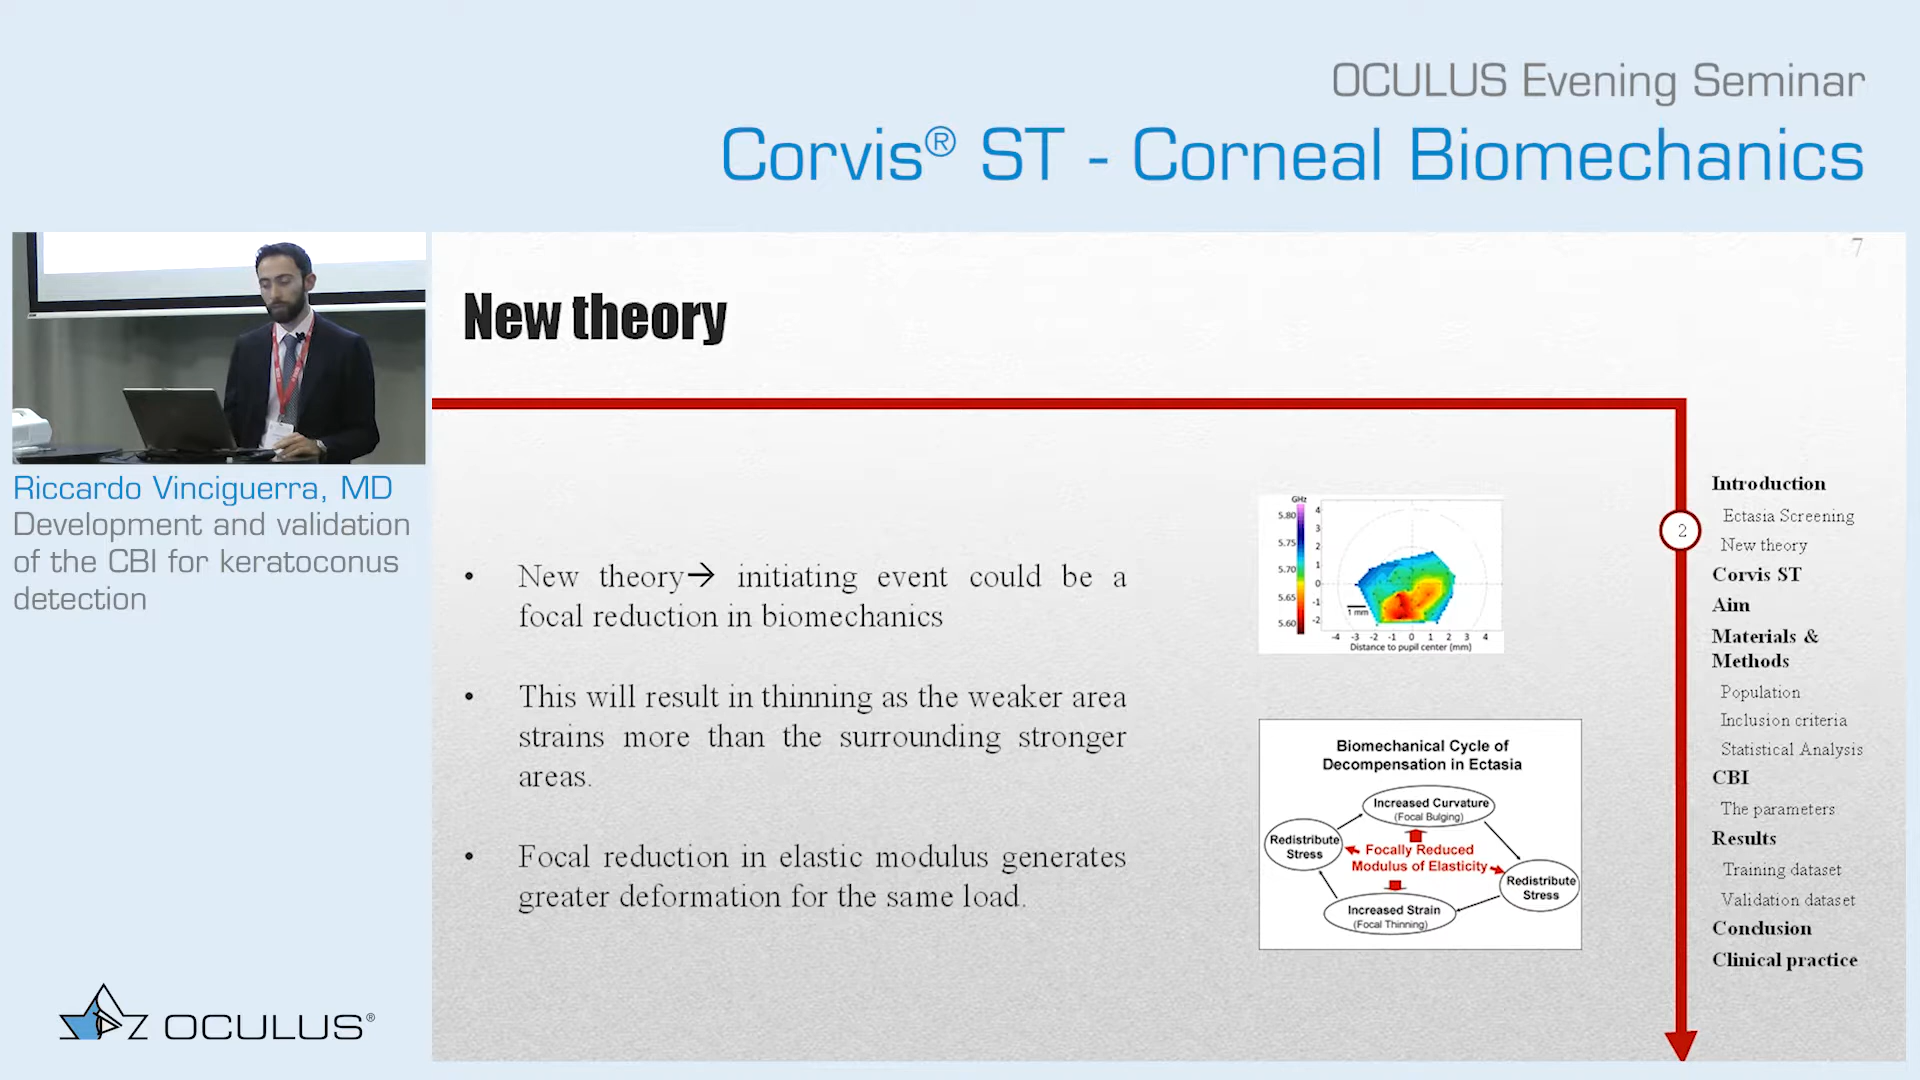 OCULUS Evening Seminar
Corvis® ST - Corneal Biomechanics
Riccardo Vinciguerra, MD
Development and validation
of the CBI for keratoconus
detection
OCULUS®
7
New theory
• New theory→ initiating event could be a
focal reduction in biomechanics
• This will result in thinning as the weaker area
strains more than the surrounding stronger
areas.
• Focal reduction in elastic modulus generates
greater deformation for the same load.
GHz
5.80
5.75
5.70
5.65
5.60
4
3
2
1
0
-1
-2
1 mm
-4 -3 -2 -1 0 1 2 3 4
Distance to pupil center (mm)
Biomechanical Cycle of
Decompensation in Ectasia
Increased Curvature
(Focal Bulging)
Redistribute
Stress
Focally Reduced
Modulus of Elasticity
Redistribute
Stress
Increased Strain
(Focal Thinning)
2
Introduction
Ectasia Screening
New theory
Corvis ST
Aim
Materials &
Methods
Population
Inclusion criteria
Statistical Analysis
CBI
The parameters
Results
Training dataset
Validation dataset
Conclusion
Clinical practice